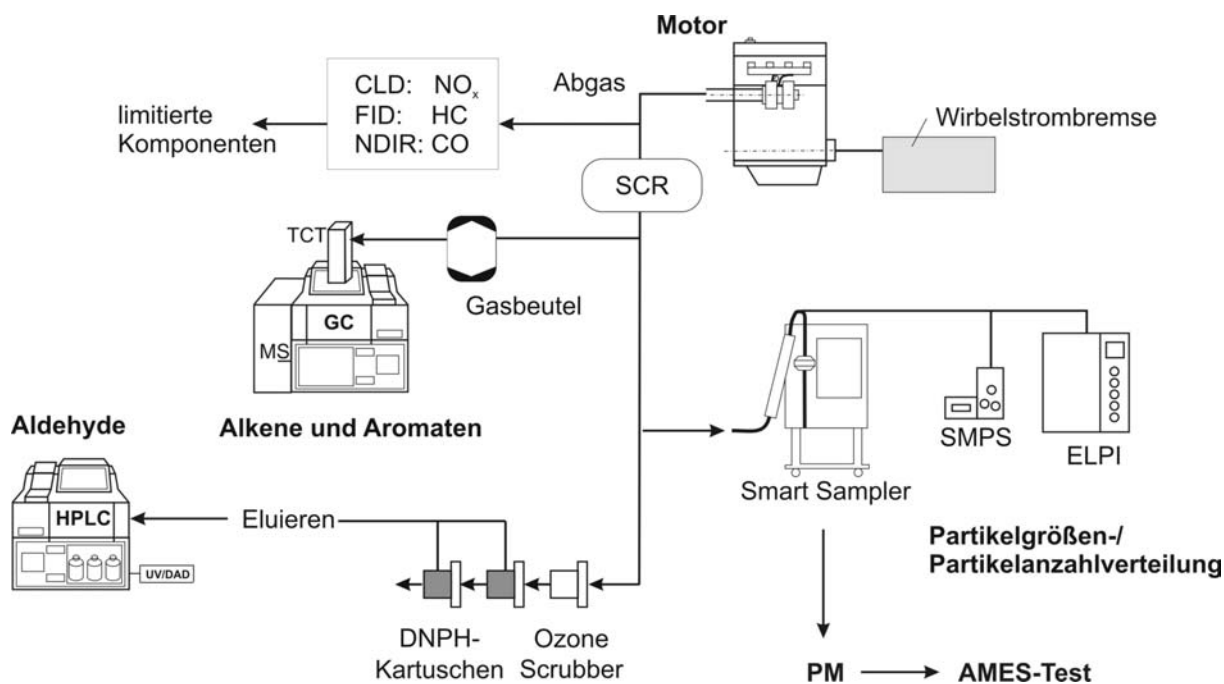 Motor
CLD: NOx
FID: HC
NDIR: CO
Abgas
limitierte
Komponenten
Wirbelstrombremse
SCR
TCT
Gasbeutel
GC
MS
Alkene und Aromaten
Aldehyde
SMPS
ELPI
Smart Sampler
HPLC
Eluieren
UV/DAD
Partikelgrößen-/
Partikelanzahlverteilung
DNPH-
Kartuschen
Ozone
Scrubber
PM
AMES-Test